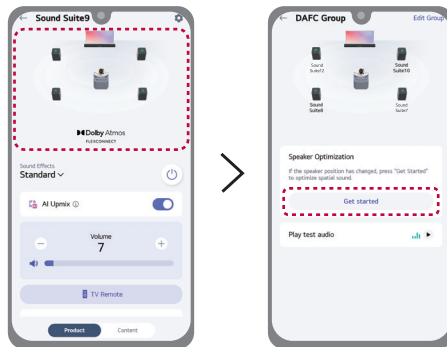 Sound Suite9
Dolby Atmos
FLEXCONNECT
Sound Effects
Standard
AI Upmix
Volume
7
TV Remote
Product
Content
DAFC Group
Edit Group
Sound
Suite12
Sound
Suite10
Sound
Suite8
Sound
Suite7
Speaker Optimization
If the speaker position has changed, press "Get Started"
to optimize spatial sound.
Get started
Play test audio